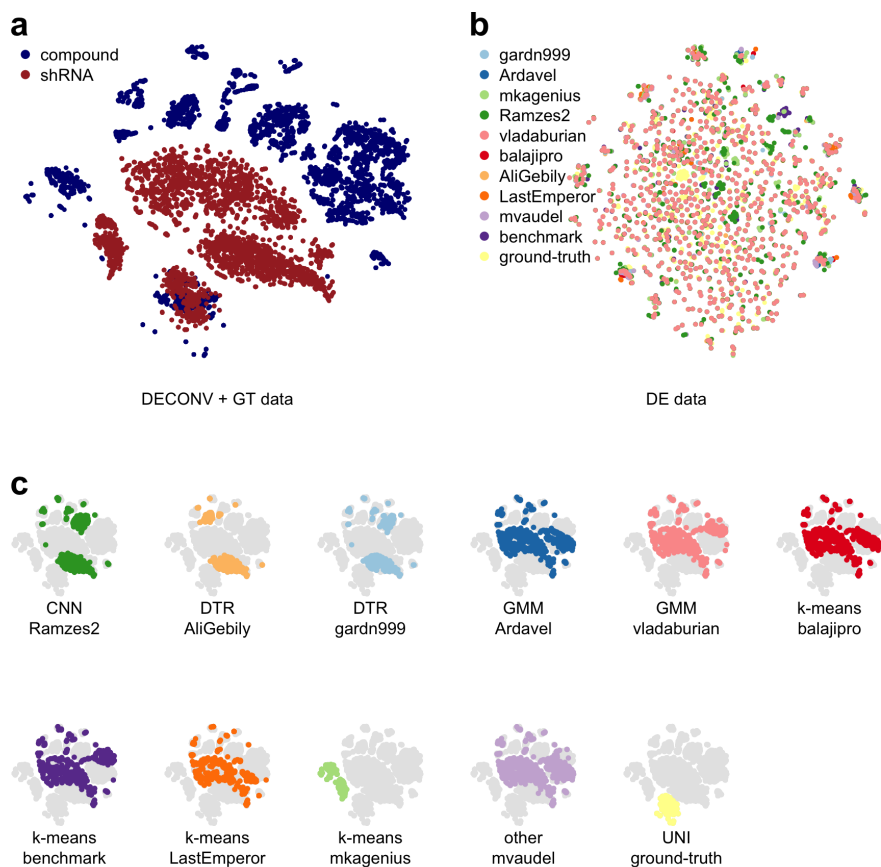 a
compound
shRNA
DECONV + GT data
b
gardn999
Ardavel
mkagenius
Ramzes2
vladaburian
balajipro
AliGebily
LastEmperor
mvaudel
benchmark
ground-truth
DE data
c
CNN
Ramzes2
DTR
AliGebily
DTR
gardn999
GMM
Ardavel
GMM
vladaburian
k-means
balajipro
k-means
benchmark
k-means
LastEmperor
k-means
mkagenius
other
mvaudel
UNI
ground-truth